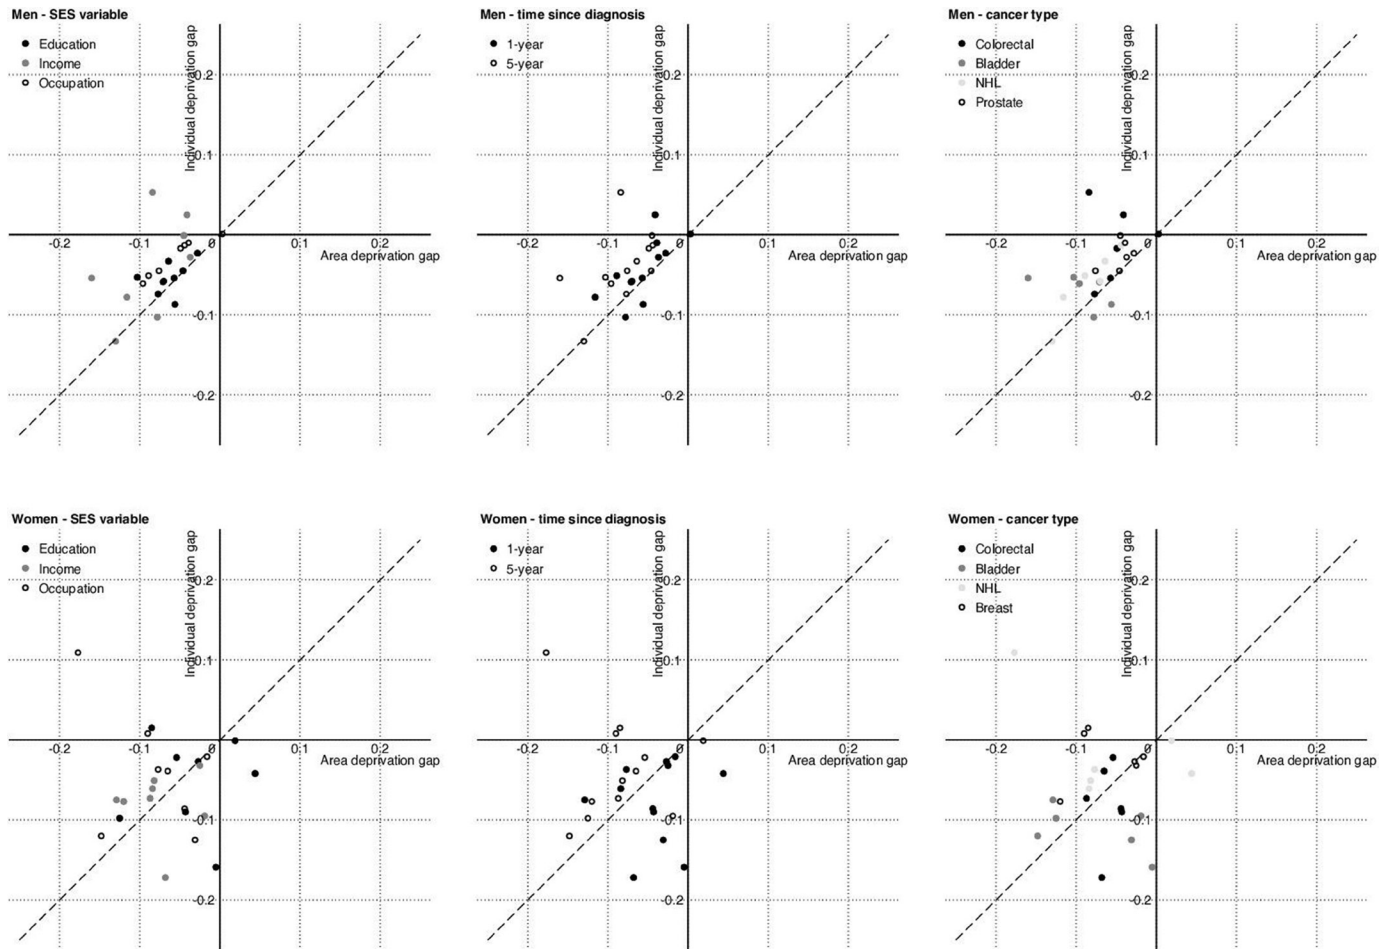 Men - SES variable
Education
Income
Occupation
Individual deprivation gap
Area deprivation gap
-0.2
-0.1
0
0.1
0.2
0.2
0.1
-0.1
-0.2
Men - time since diagnosis
1-year
5-year
Individual deprivation gap
Area deprivation gap
-0.2
-0.1
0
0.1
0.2
0.2
0.1
-0.1
-0.2
Men - cancer type
Colorectal
Bladder
NHL
Prostate
Individual deprivation gap
Area deprivation gap
-0.2
-0.1
0
0.1
0.2
0.2
0.1
-0.1
-0.2
Women - SES variable
Education
Income
Occupation
Individual deprivation gap
Area deprivation gap
-0.2
-0.1
0
0.1
0.2
0.2
0.1
-0.1
-0.2
Women - time since diagnosis
1-year
5-year
Individual deprivation gap
Area deprivation gap
-0.2
-0.1
0
0.1
0.2
0.2
0.1
-0.1
-0.2
Women - cancer type
Colorectal
Bladder
NHL
Breast
Individual deprivation gap
Area deprivation gap
-0.2
-0.1
0
0.1
0.2
0.2
0.1
-0.1
-0.2